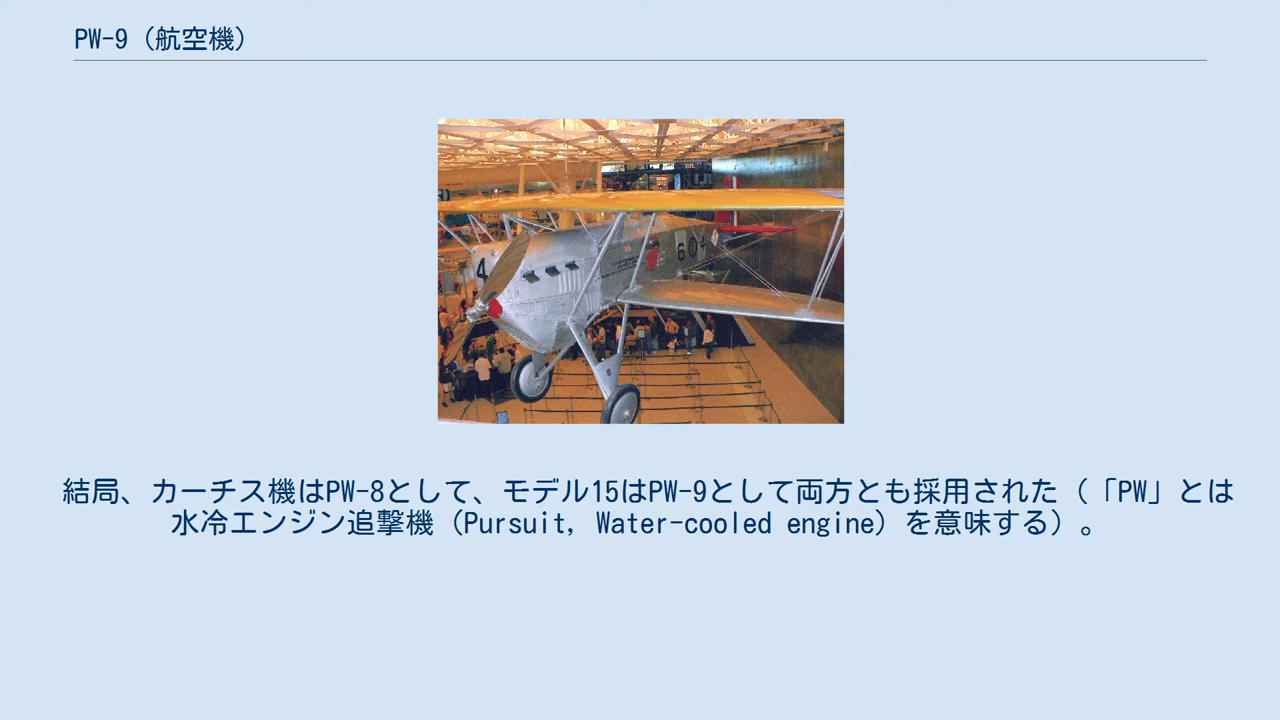 PW-9（航空機）
4
6 4
結局、カーチス機はPW-8として、モデル15はPW-9として両方とも採用された（「PW」とは
水冷エンジン追撃機（Pursuit, Water-cooled engine）を意味する）。